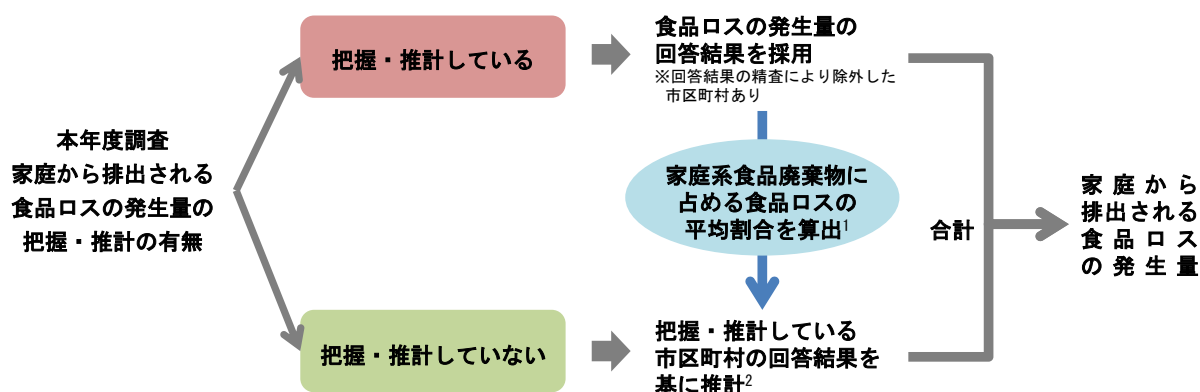 本年度調査
家庭から排出される
食品ロスの発生量の
把握・推計の有無
把握・推計している
食品ロスの発生量の
回答結果を採用
※回答結果の精査により除外した
市区町村あり
家庭系食品廃棄物に
占める食品ロスの
平均割合を算出1
把握・推計していない
把握・推計している
市区町村の回答結果を
基に推計2
合計
家庭から
排出される
食品ロス
の発生量